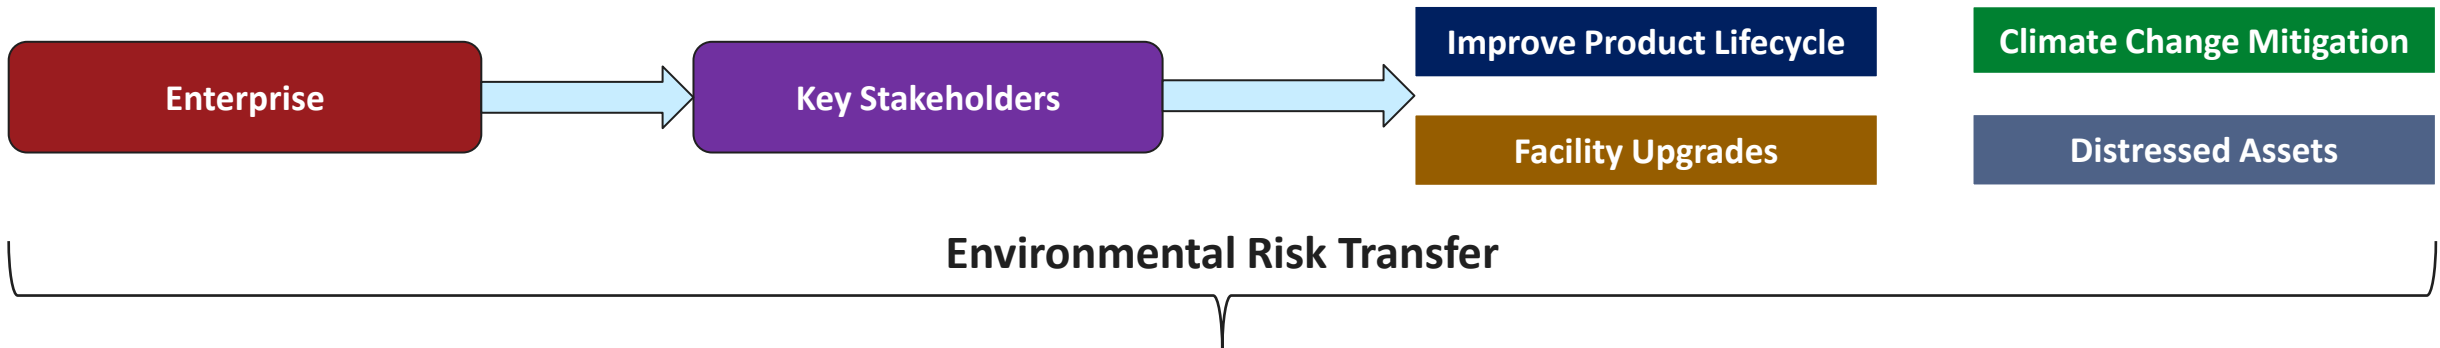 Enterprise
Key Stakeholders
Improve Product Lifecycle
Climate Change Mitigation
Facility Upgrades
Distressed Assets
Environmental Risk Transfer